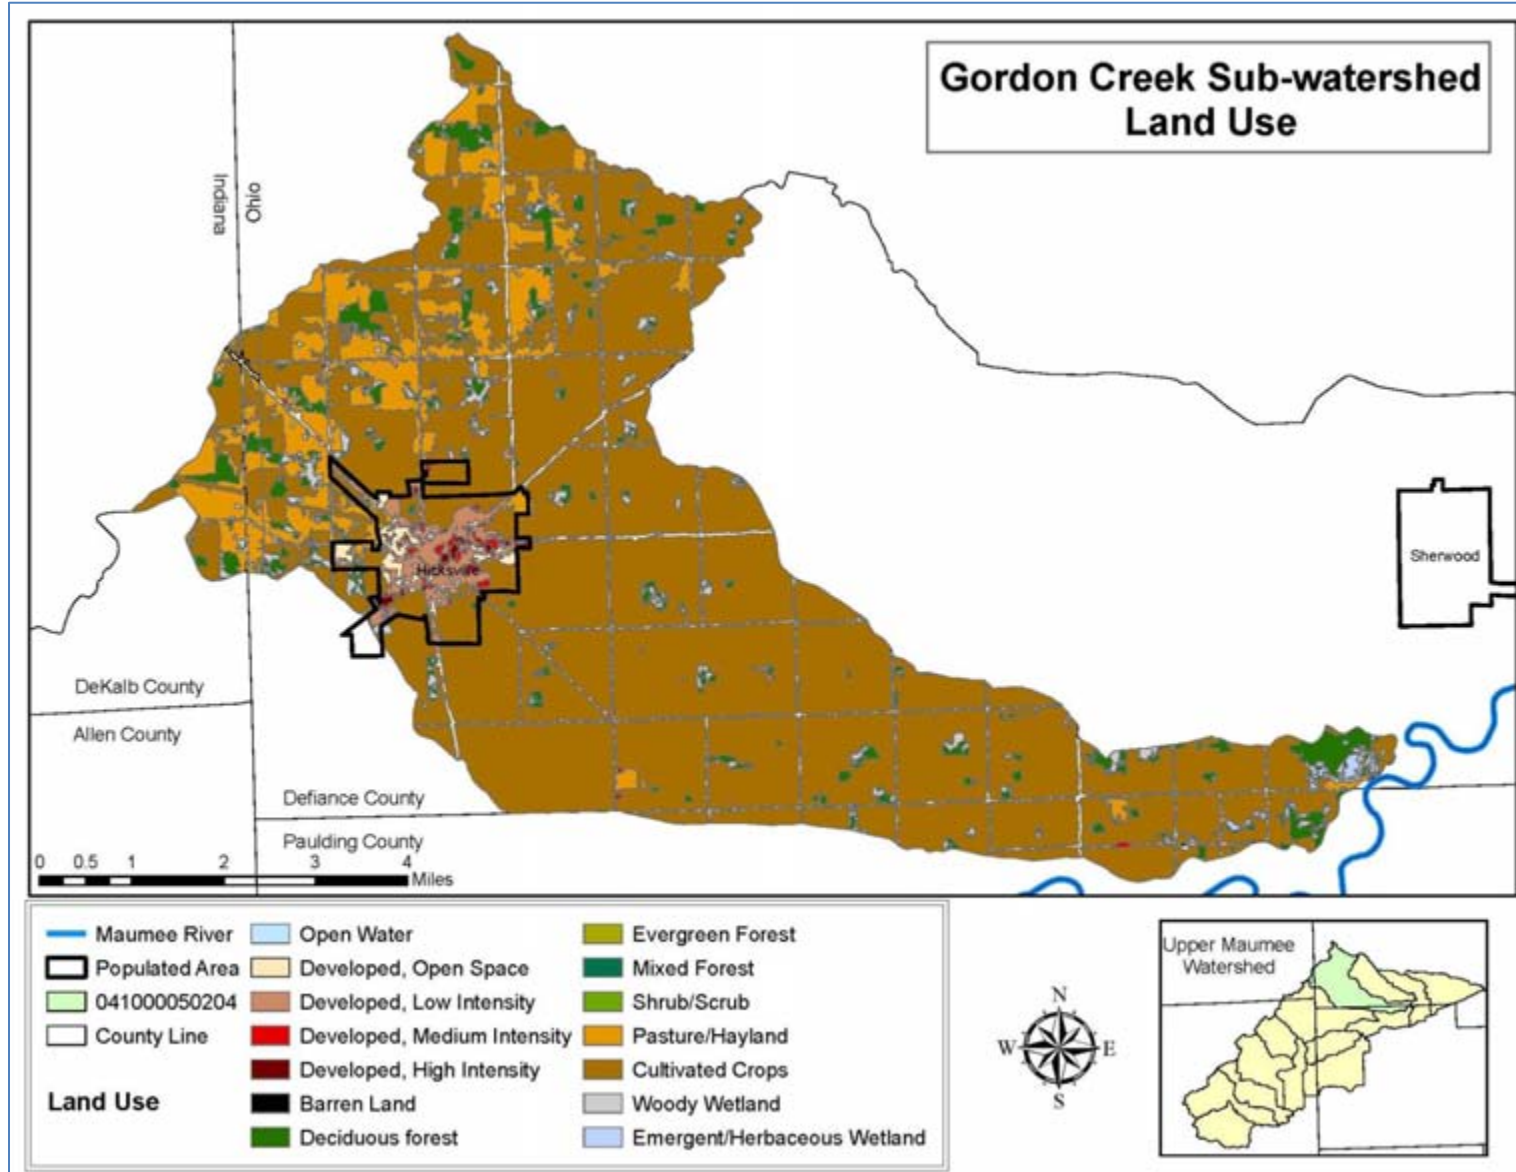 Gordon Creek Sub-watershed
Land Use
Indiana
Ohio
Hicksville
Sherwood
DeKalb County
Allen County
Defiance County
Paulding County
0 0.5 1 2 3 4
Miles
Maumee River
Populated Area
041000050204
County Line
Land Use
Open Water
Developed, Open Space
Developed, Low Intensity
Developed, Medium Intensity
Developed, High Intensity
Barren Land
Deciduous forest
Evergreen Forest
Mixed Forest
Shrub/Scrub
Pasture/Hayland
Cultivated Crops
Woody Wetland
Emergent/Herbaceous Wetland
N
W E
S
Upper Maumee
Watershed